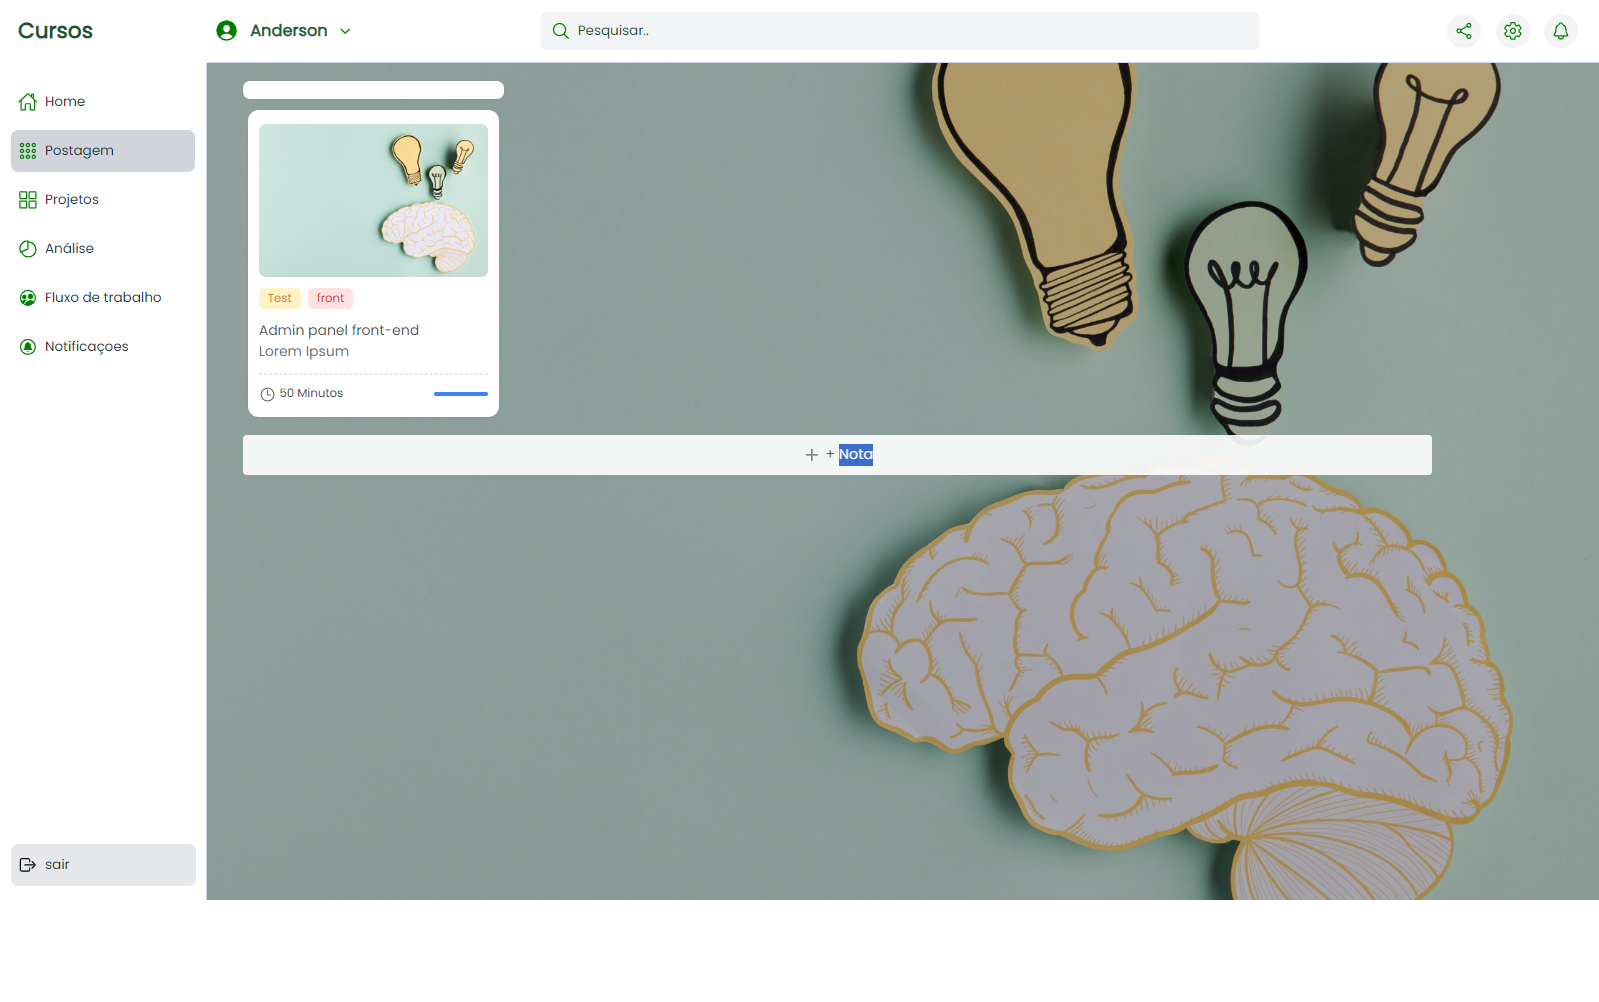 Cursos
Anderson
Pesquisar..
Home
Postagem
Projetos
Análise
Fluxo de trabalho
Notificaçoes
sair
Test front
Admin panel front-end
Lorem Ipsum
50 Minutos
+ Nota